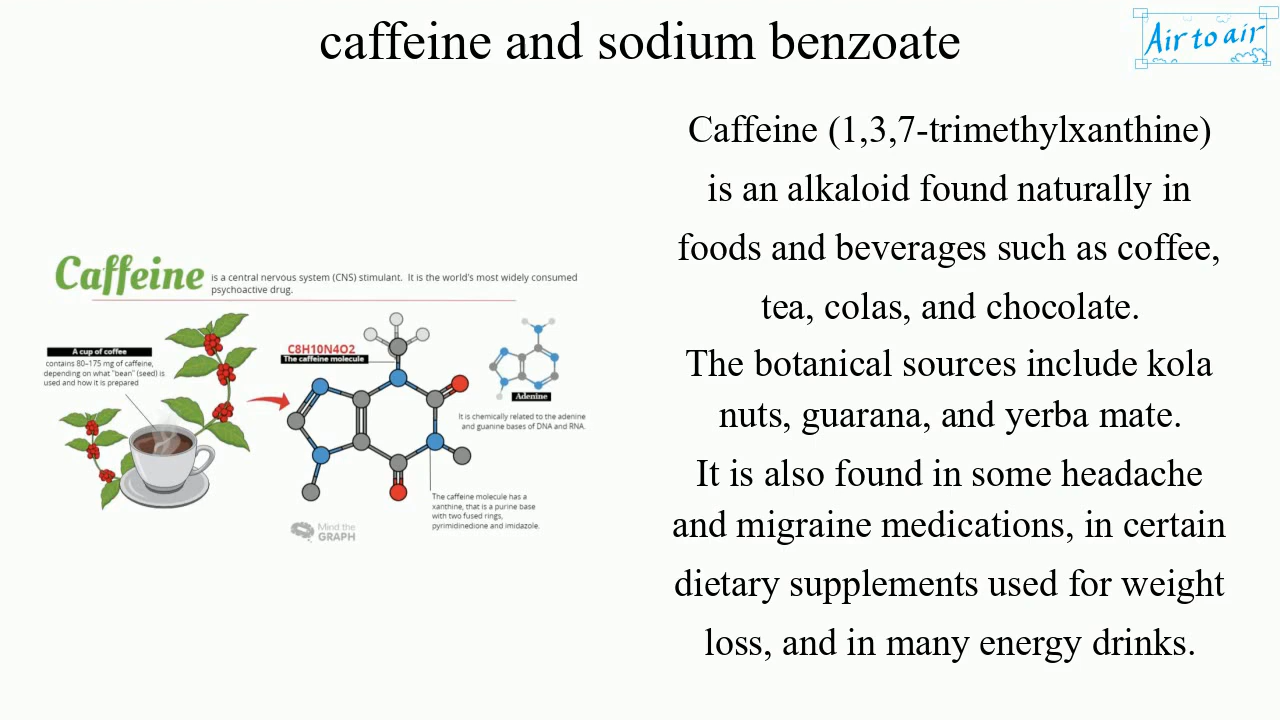 caffeine and sodium benzoate
Air to air
Caffeine (1,3,7-trimethylxanthine)
is an alkaloid found naturally in
foods and beverages such as coffee,
tea, colas, and chocolate.
The botanical sources include kola
nuts, guarana, and yerba mate.
It is also found in some headache
and migraine medications, in certain
dietary supplements used for weight
loss, and in many energy drinks.
Caffeine
is a central nervous system (CNS) stimulant. It is the world's most widely consumed
psychoactive drug.
A cup of coffee
contains 80-175 mg of caffeine,
depending on what "bean" (seed) is
used and how it is prepared
C8H10N4O2
The caffeine molecule
Adenine
It is chemically related to the adenine
and guanine bases of DNA and RNA.
The caffeine molecule has a
xanthine, that is a purine base
with two fused rings,
pyrimidinedione and imidazole.
Mind the
GRAPH